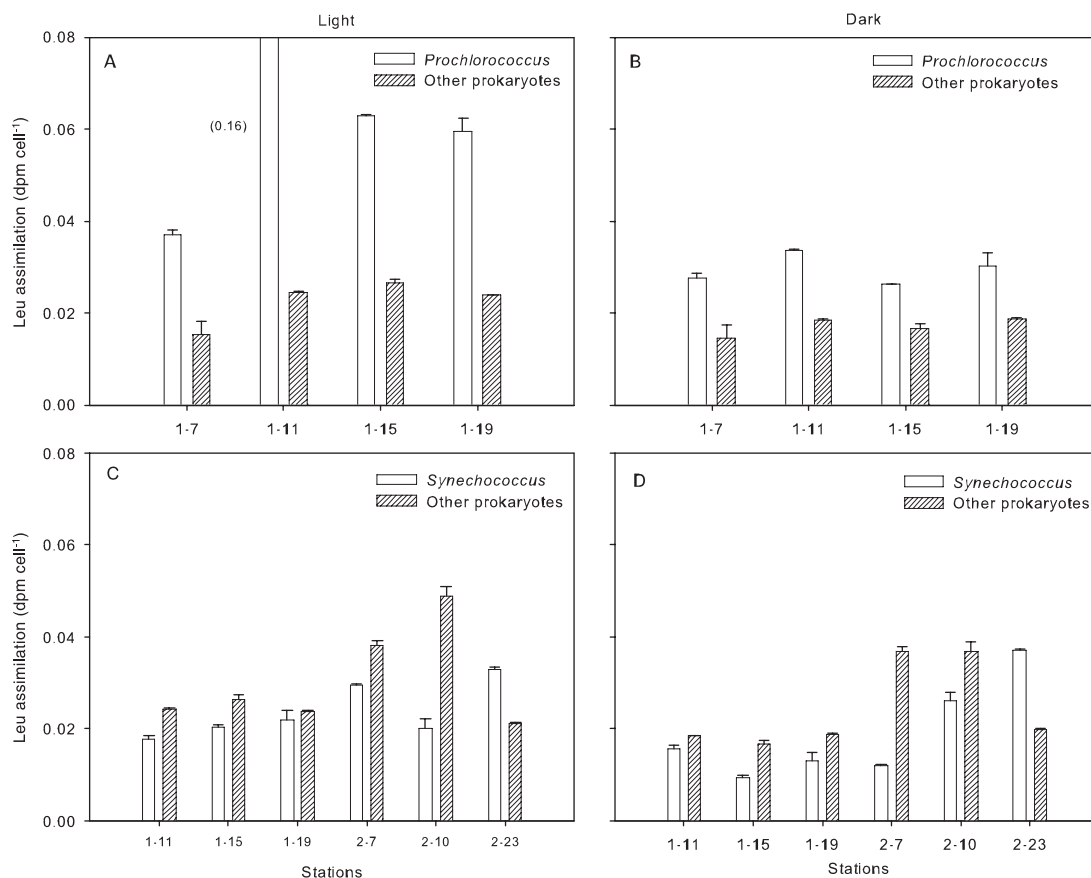 Light
Dark
0.08
0.06
0.04
0.02
0.00
Leu assimilation (dpm cell⁻¹)
A
Prochlorococcus
Other prokaryotes
(0.16)
1-7
1-11
1-15
1-19
B
Prochlorococcus
Other prokaryotes
1-7
1-11
1-15
1-19
0.08
0.06
0.04
0.02
0.00
Leu assimilation (dpm cell⁻¹)
C
Synechococcus
Other prokaryotes
1-11
1-15
1-19
2-7
2-10
2-23
Stations
D
Synechococcus
Other prokaryotes
1-11
1-15
1-19
2-7
2-10
2-23
Stations